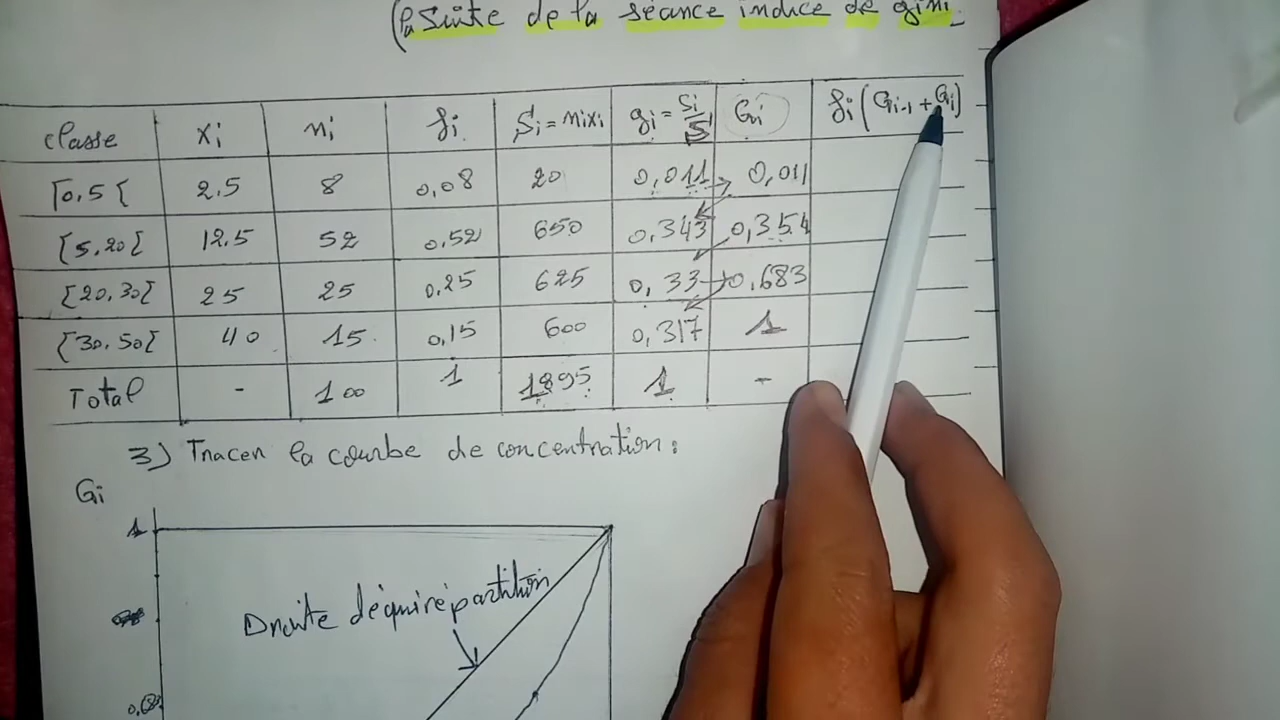 (la suite de la séance indice de gini
classe xi ni fi Si = nixi gi = Si/S Gi fi(Gi-1 + Gi)
[0,5[ 2.5 8 0,08 20 0,011 0,011
[5,20[ 12.5 52 0,52 650 0,343 0,354
[20,30[ 25 25 0,25 625 0,33 0,683
[30,50[ 40 15 0,15 600 0,317 1
Total - 100 1 1895 1 -
3) Tracer la courbe de concentration:
Gi
1
Droite déquirépartition
0,68